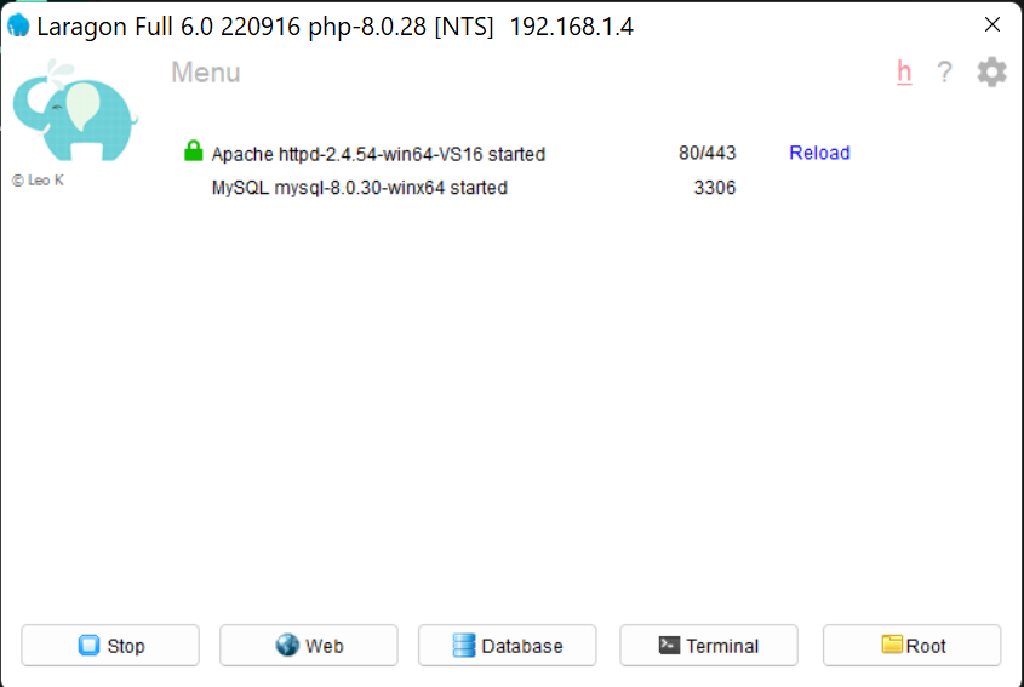 Laragon Full 6.0 220916 php-8.0.28 [NTS] 192.168.1.4
Menu
h ?
© Leo K
Apache httpd-2.4.54-win64-VS16 started 80/443 Reload
MySQL mysql-8.0.30-winx64 started 3306
Stop Web Database Terminal Root